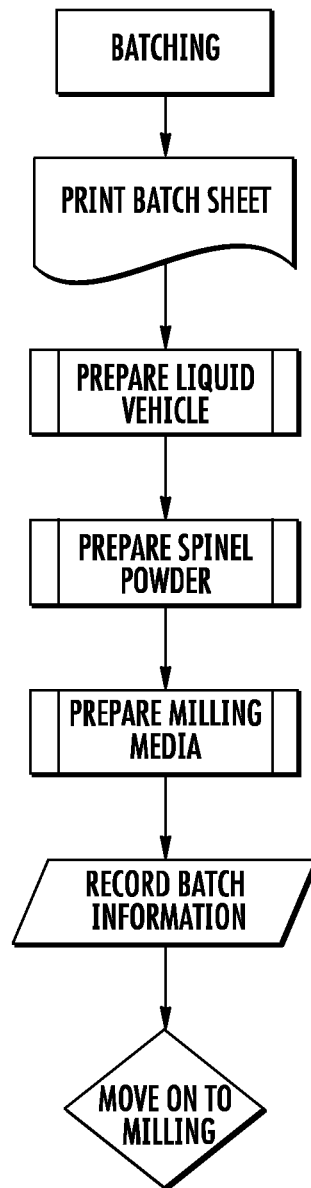 BATCHING
PRINT BATCH SHEET
PREPARE LIQUID
VEHICLE
PREPARE SPINEL
POWDER
PREPARE MILLING
MEDIA
RECORD BATCH
INFORMATION
MOVE ON TO
MILLING